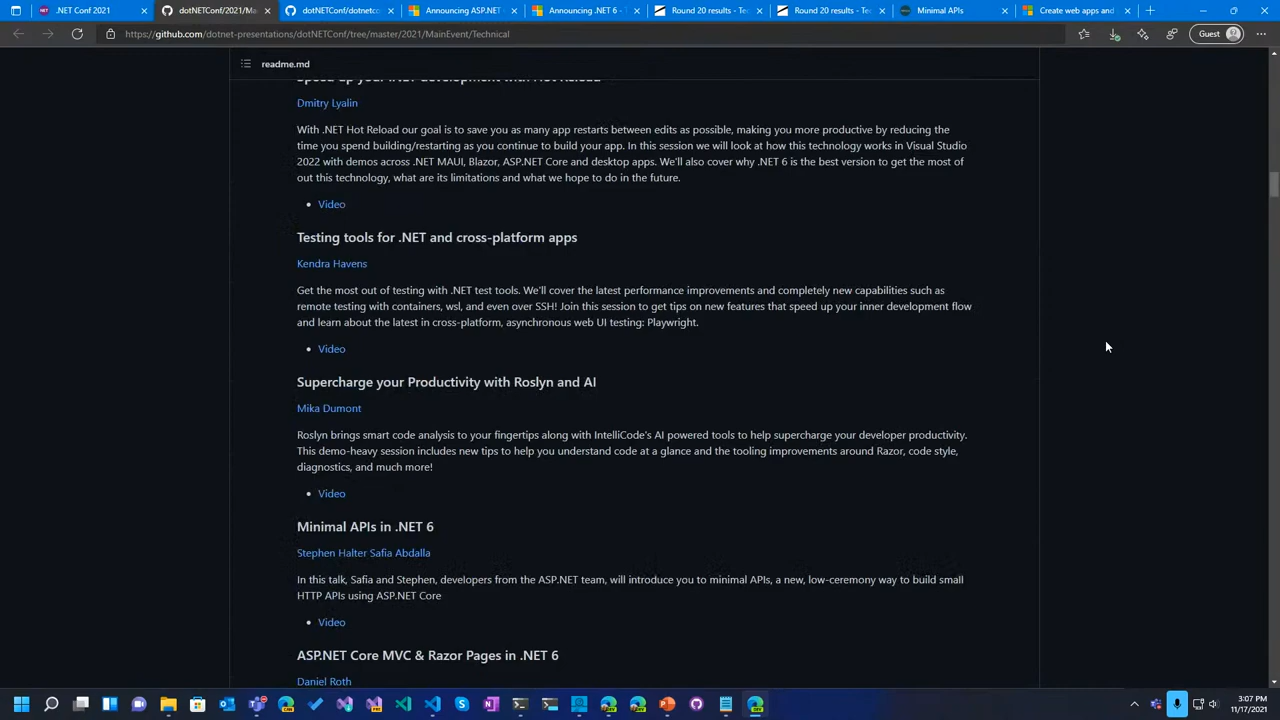 .NET Conf 2021
dotNETConf/2021/Ma
dotNETConf/dotnetcc
Announcing ASP.NET
Announcing .NET 6 -
Round 20 results - Tec
Round 20 results - Tec
Minimal APIs
Create web apps and
https://github.com/dotnet-presentations/dotNETConf/tree/master/2021/MainEvent/Technical
Guest
readme.md
Speed up your .NET development with Hot Reload
Dmitry Lyalin
With .NET Hot Reload our goal is to save you as many app restarts between edits as possible, making you more productive by reducing the
time you spend building/restarting as you continue to build your app. In this session we will look at how this technology works in Visual Studio
2022 with demos across .NET MAUI, Blazor, ASP.NET Core and desktop apps. We'll also cover why .NET 6 is the best version to get the most of
out this technology, what are its limitations and what we hope to do in the future.
• Video
Testing tools for .NET and cross-platform apps
Kendra Havens
Get the most out of testing with .NET test tools. We'll cover the latest performance improvements and completely new capabilities such as
remote testing with containers, wsl, and even over SSH! Join this session to get tips on new features that speed up your inner development flow
and learn about the latest in cross-platform, asynchronous web UI testing: Playwright.
• Video
Supercharge your Productivity with Roslyn and AI
Mika Dumont
Roslyn brings smart code analysis to your fingertips along with IntelliCode's AI powered tools to help supercharge your developer productivity.
This demo-heavy session includes new tips to help you understand code at a glance and the tooling improvements around Razor, code style,
diagnostics, and much more!
• Video
Minimal APIs in .NET 6
Stephen Halter Safia Abdalla
In this talk, Safia and Stephen, developers from the ASP.NET team, will introduce you to minimal APIs, a new, low-ceremony way to build small
HTTP APIs using ASP.NET Core
• Video
ASP.NET Core MVC & Razor Pages in .NET 6
Daniel Roth
3:07 PM
11/17/2021